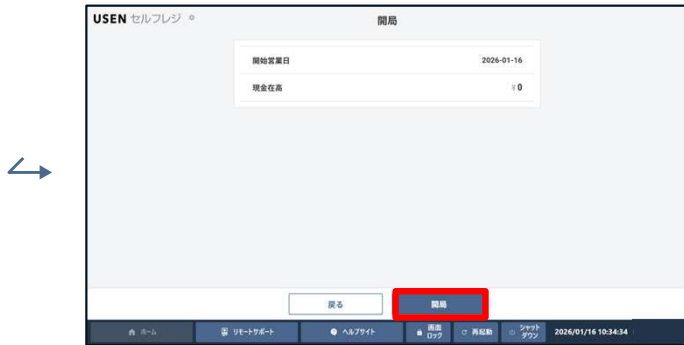 USEN セルフレジ
開局
開始営業日 2026-01-16
現金在高 ¥0
戻る 開局
ホーム リモートサポート ヘルプサイト 画面ロック 再起動 シャットダウン 2026/01/16 10:34:34